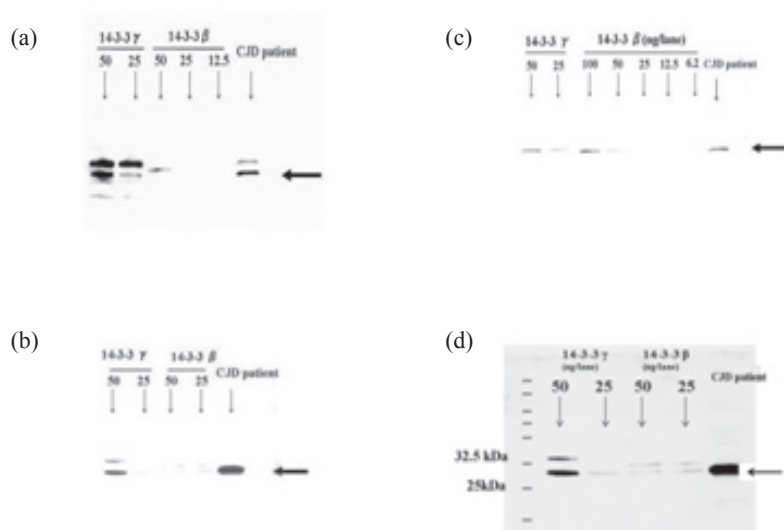 (a)
14-3-3 γ 14-3-3 β CJD patient
50 25 50 25 12.5
(c)
14-3-3 γ 14-3-3 β (ng/lane)
50 25 100 50 25 12.5 6.2 CJD patient
(b)
14-3-3 γ 14-3-3 β
50 25 50 25 CJD patient
(d)
14-3-3 γ 14-3-3 β CJD patient
(ng/lane) (ng/lane)
50 25 50 25
32.5 kDa
25kDa